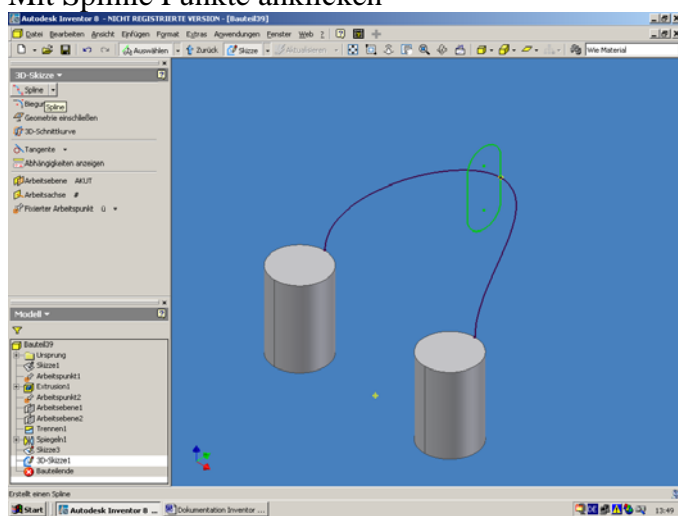 Mit Spliine Punkte anklicken
Autodesk Inventor 8 - NICHT REGISTRIERTE VERSION - [Bauteil39]
Datei Bearbeiten Ansicht Einfügen Format Extras Anwendungen Fenster Web ?
Auswählen Zurück Skizze Aktualisieren Wie Material
3D-Skizze
Spline
Biegu
Spline
Geometrie einschließen
3D-Schnittkurve
Tangente
Abhängigkeiten anzeigen
Arbeitsebene AKUT
Arbeitsachse #
Fixierter Arbeitspunkt ü
Modell
Bauteil39
Ursprung
Skizze1
Arbeitspunkt1
Extrusion1
Arbeitspunkt2
Arbeitsebene1
Arbeitsebene2
Trennen1
Spiegeln1
Skizze3
3D-Skizze1
Bauteilende
Erstellt einen Spline
Start Autodesk Inventor 8 ... Dokumentation Inventor ... 13:49